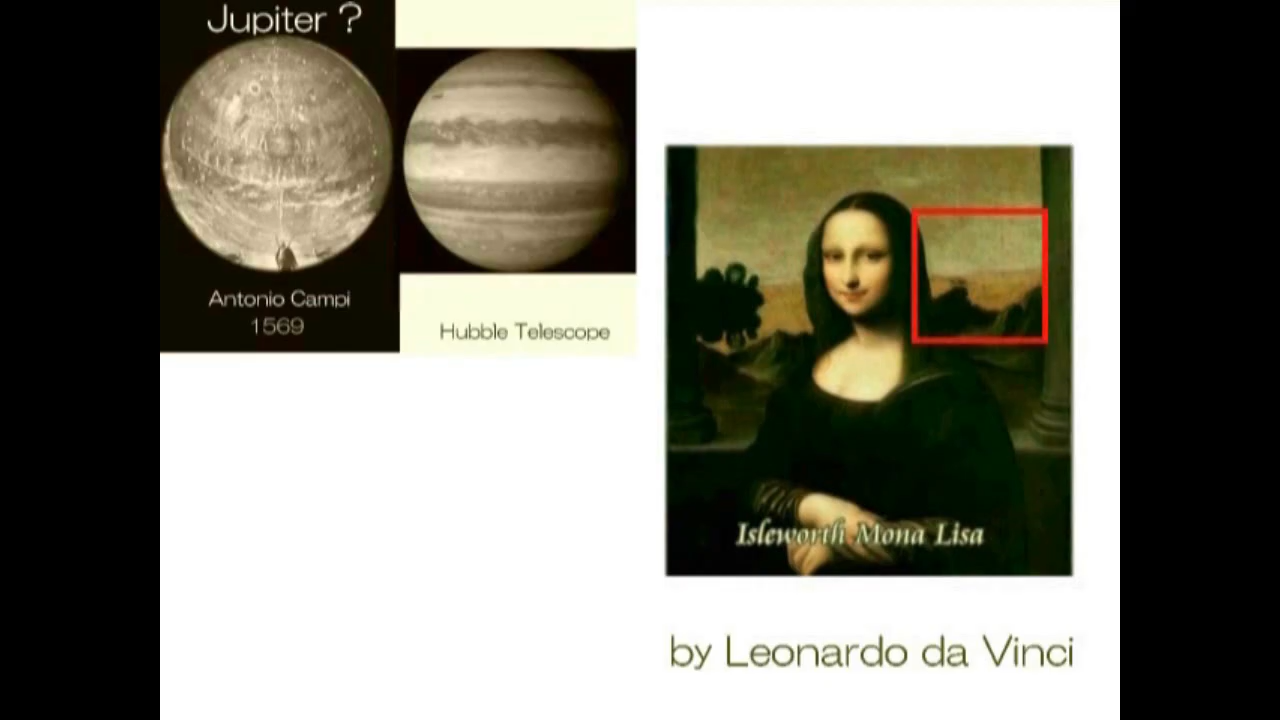 Jupiter ?
Antonio Campi
1569
Hubble Telescope
Isleworth Mona Lisa
by Leonardo da Vinci